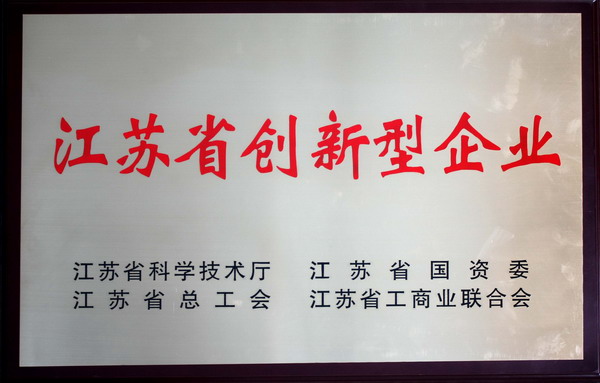 江苏省创新型企业
江苏省科学技术厅 江苏省国资委
江苏省总工会 江苏省工商业联合会